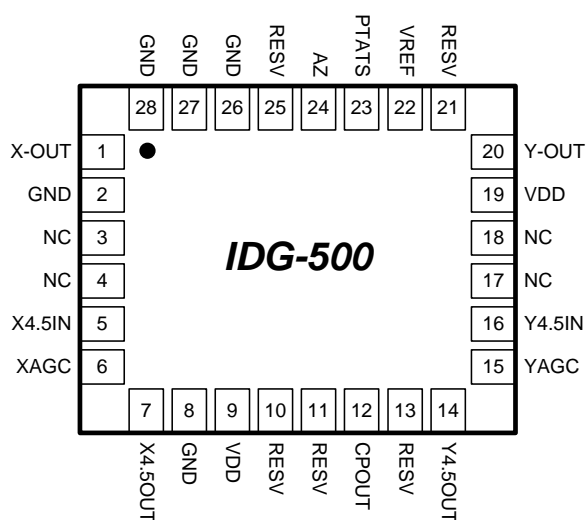 GND GND GND RESV AZ PTATS VREF RESV
28 27 26 25 24 23 22 21
X-OUT 1 20 Y-OUT
GND 2 19 VDD
NC 3 18 NC
IDG-500
NC 4 17 NC
X4.5IN 5 16 Y4.5IN
XAGC 6 15 YAGC
7 8 9 10 11 12 13 14
X4.5OUT GND VDD RESV RESV CPOUT RESV Y4.5OUT